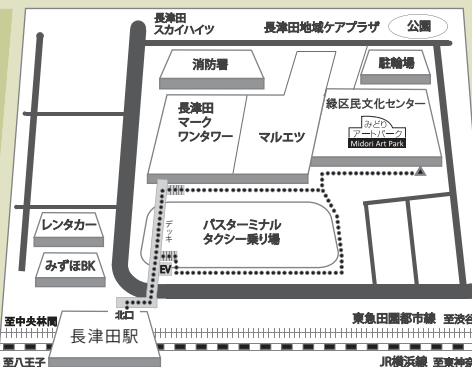 長津田
スカイハイツ
長津田地域ケアプラザ
公園
消防署
駐輪場
長津田
マーク
ワンタワー
マルエツ
緑区民文化センター
みどり
アートパーク
Midori Art Park
レンタカー
デッキ
バスターミナル
タクシー乗り場
みずほBK
EV
北口
至中央林間
長津田駅
東急田園都市線
至渋谷
至八王子
JR横浜線
至東神奈